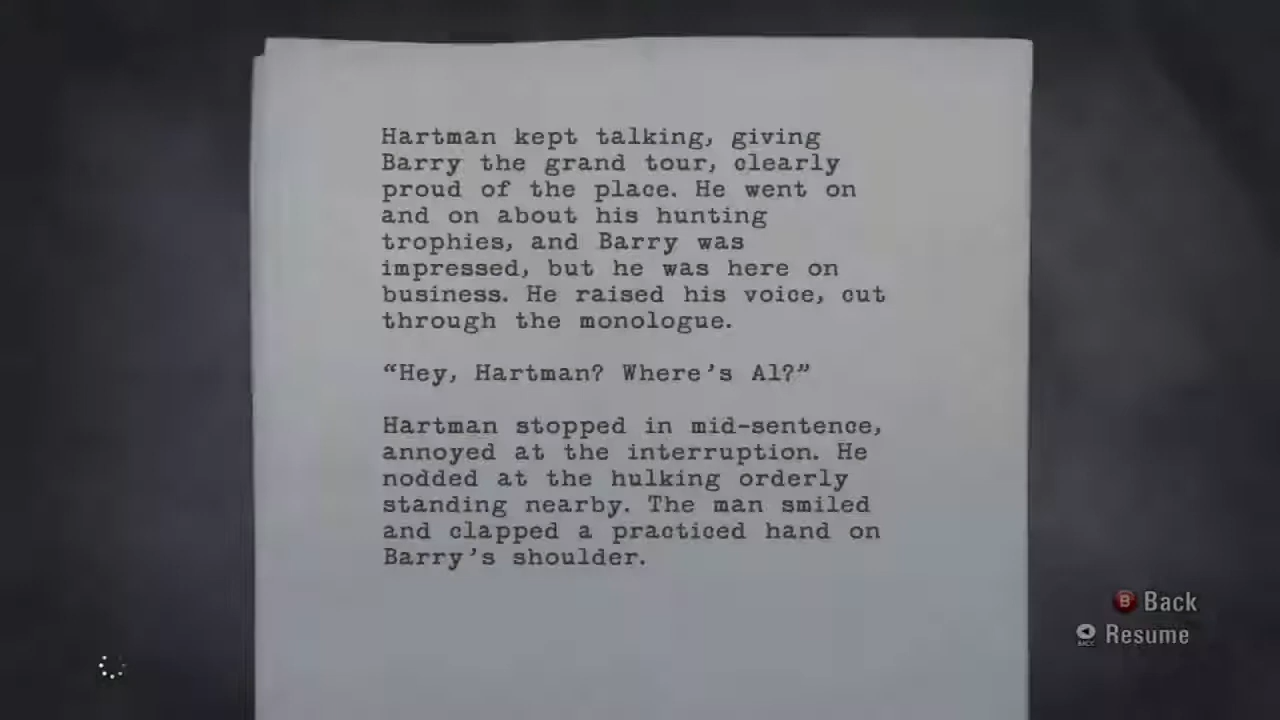 Hartman kept talking, giving
Barry the grand tour, clearly
proud of the place. He went on
and on about his hunting
trophies, and Barry was
impressed, but he was here on
business. He raised his voice, cut
through the monologue.
“Hey, Hartman? Where’s Al?”
Hartman stopped in mid-sentence,
annoyed at the interruption. He
nodded at the hulking orderly
standing nearby. The man smiled
and clapped a practiced hand on
Barry’s shoulder.
B Back
BACK Resume